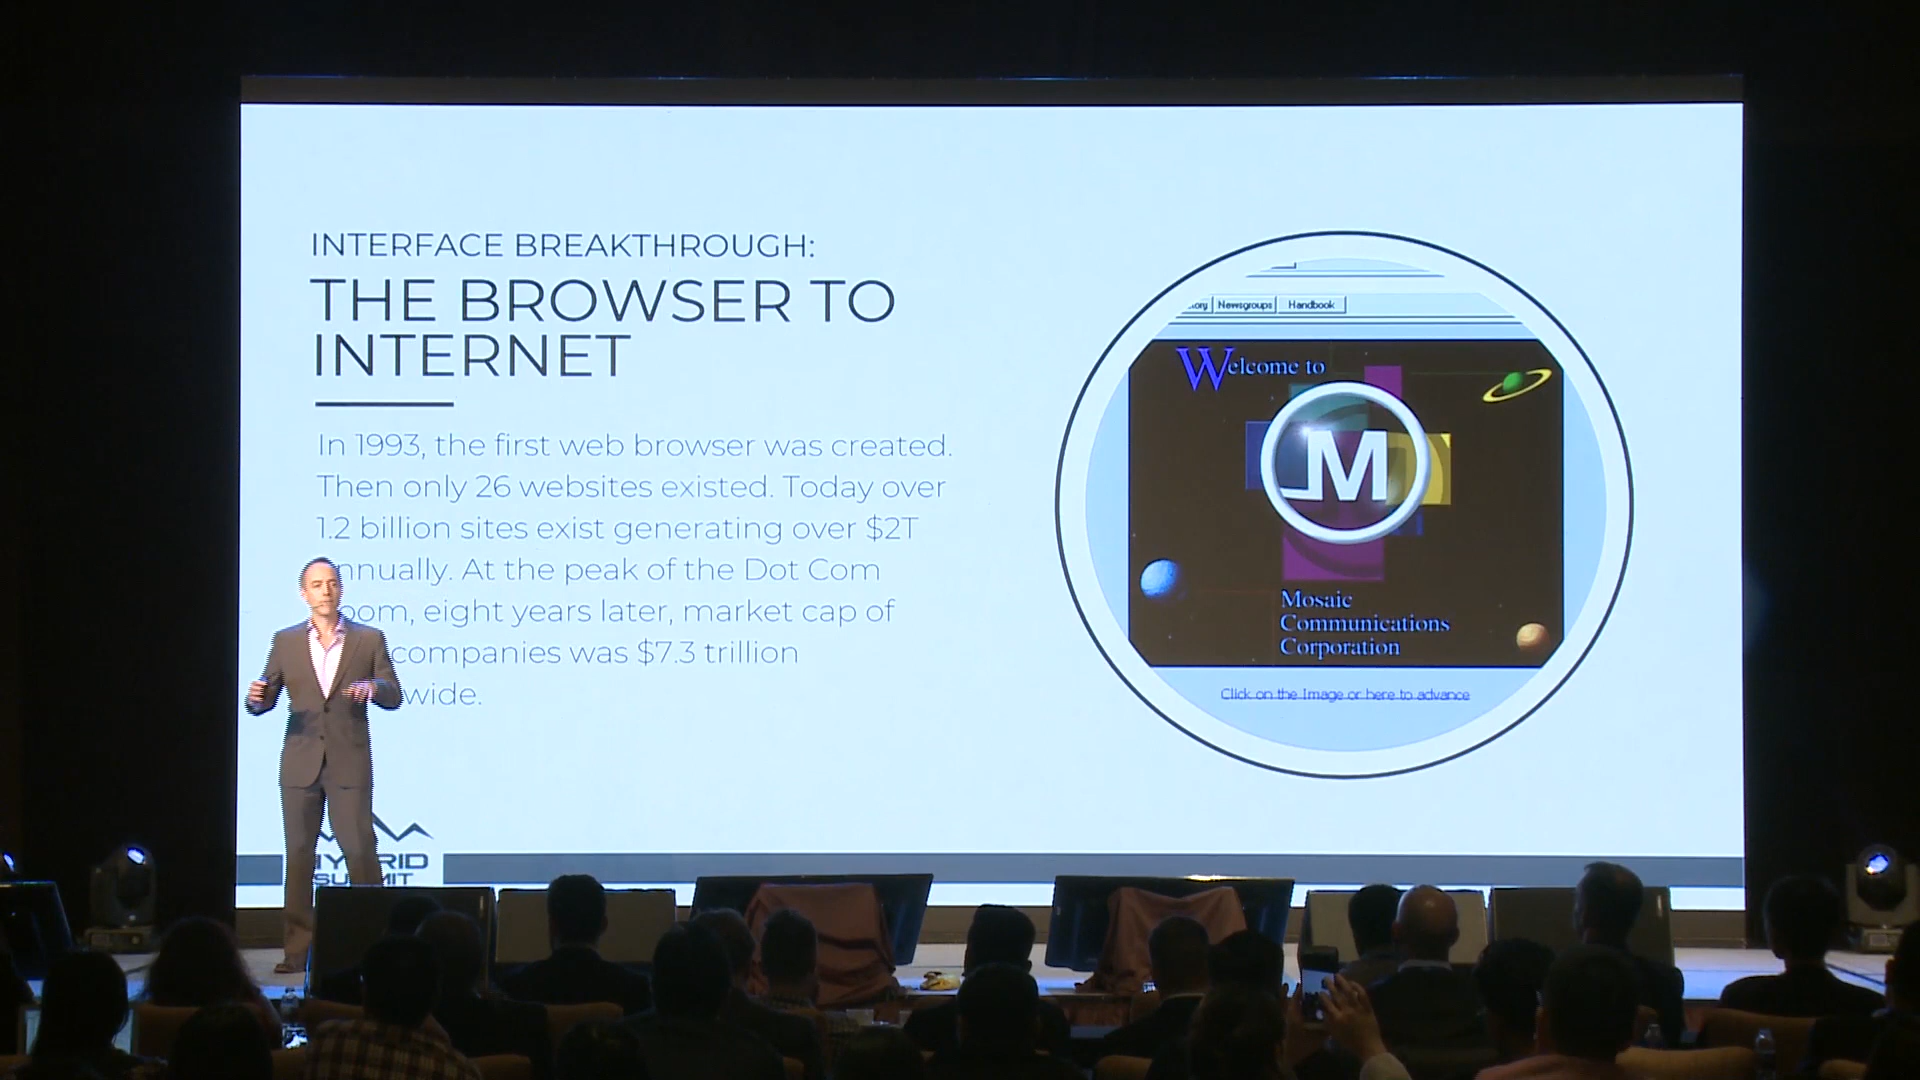 INTERFACE BREAKTHROUGH:
THE BROWSER TO
INTERNET
In 1993, the first web browser was created.
Then only 26 websites existed. Today over
1.2 billion sites exist generating over $2T
nnually. At the peak of the Dot Com
oom, eight years later, market cap of
companies was $7.3 trillion
wide.
ory Newsgroups Handbook
Welcome to
M
Mosaic
Communications
Corporation
Click on the Image or here to advance
HYBRID
SUMMIT